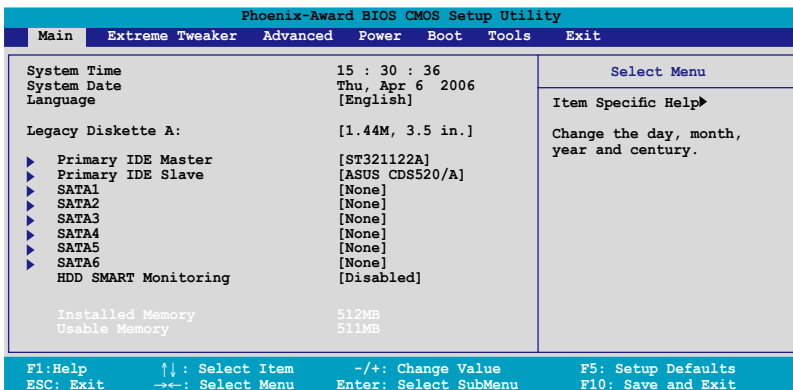 Phoenix-Award BIOS CMOS Setup Utility
Main Extreme Tweaker Advanced Power Boot Tools Exit
System Time 15 : 30 : 36
System Date Thu, Apr 6 2006
Language [English]
Legacy Diskette A: [1.44M, 3.5 in.]
Primary IDE Master [ST321122A]
Primary IDE Slave [ASUS CDS520/A]
SATA1 [None]
SATA2 [None]
SATA3 [None]
SATA4 [None]
SATA5 [None]
SATA6 [None]
HDD SMART Monitoring [Disabled]
Installed Memory 512MB
Usable Memory 511MB
Select Menu
Item Specific Help
Change the day, month,
year and century.
F1:Help ↑↓ : Select Item -/+: Change Value F5: Setup Defaults
ESC: Exit →←: Select Menu Enter: Select SubMenu F10: Save and Exit